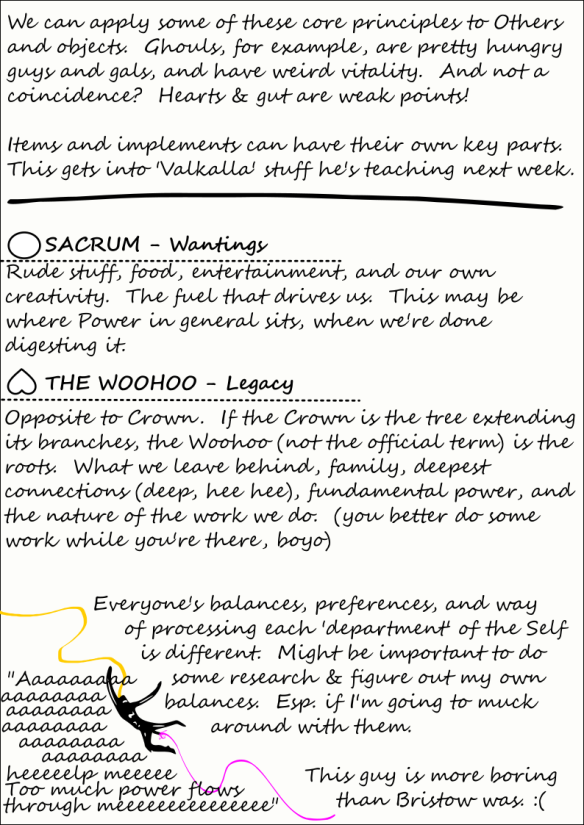 We can apply some of these core principles to Others
and objects. Ghouls, for example, are pretty hungry
guys and gals, and have weird vitality. And not a
coincidence? Hearts & gut are weak points!
Items and implements can have their own key parts.
This gets into 'Valkalla' stuff he's teaching next week.
SACRUM - Wantings
Rude stuff, food, entertainment, and our own
creativity. The fuel that drives us. This may be
where Power in general sits, when we're done
digesting it.
THE WOOHOO - Legacy
Opposite to Crown. If the Crown is the tree extending
its branches, the Woohoo (not the official term) is the
roots. What we leave behind, family, deepest
connections (deep, hee hee), fundamental power, and
the nature of the work we do. (you better do some
work while you're there, boyo)
Everyone's balances, preferences, and way
of processing each 'department' of the Self
is different. Might be important to do
some research & figure out my own
balances. Esp. if I'm going to muck
around with them.
"Aaaaaaaaa
aaaaaaaa
aaaaaaaa
aaaaaaaa
aaaaaaaa
aaaaaaaa
heeeeelp meeeee
Too much power flows
through meeeeeeeeeeeeeee"
This guy is more boring
than Bristow was. :(